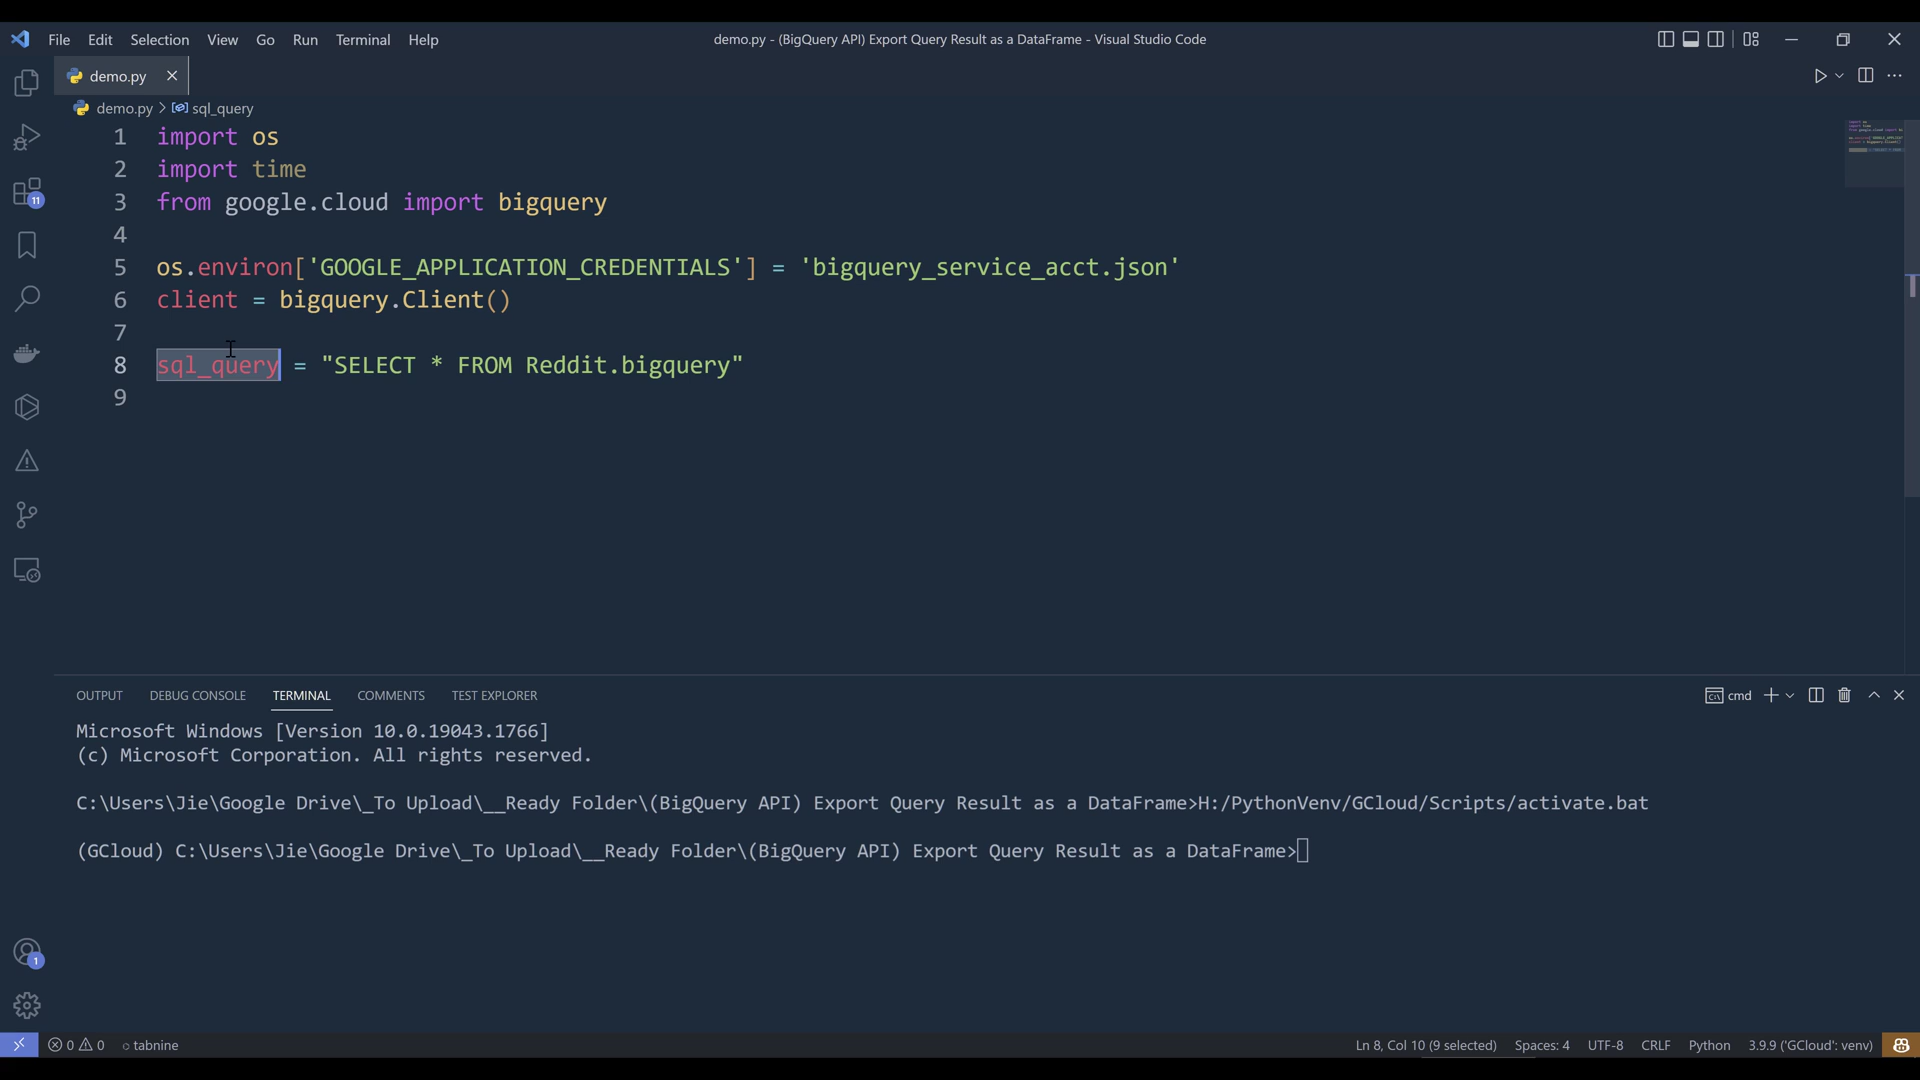 File Edit Selection View Go Run Terminal Help demo.py - (BigQuery API) Export Query Result as a DataFrame - Visual Studio Code
demo.py
demo.py > sql_query
1 import os
2 import time
3 from google.cloud import bigquery
4
5 os.environ['GOOGLE_APPLICATION_CREDENTIALS'] = 'bigquery_service_acct.json'
6 client = bigquery.Client()
7
8 sql_query = "SELECT * FROM Reddit.bigquery"
9
11
OUTPUT DEBUG CONSOLE TERMINAL COMMENTS TEST EXPLORER cmd
Microsoft Windows [Version 10.0.19043.1766]
(c) Microsoft Corporation. All rights reserved.
C:\Users\Jie\Google Drive\_To Upload\__Ready Folder\(BigQuery API) Export Query Result as a DataFrame>H:/PythonVenv/GCloud/Scripts/activate.bat
(GCloud) C:\Users\Jie\Google Drive\_To Upload\__Ready Folder\(BigQuery API) Export Query Result as a DataFrame>
1
0 0 tabnine Ln 8, Col 10 (9 selected) Spaces: 4 UTF-8 CRLF Python 3.9.9 ('GCloud': venv)